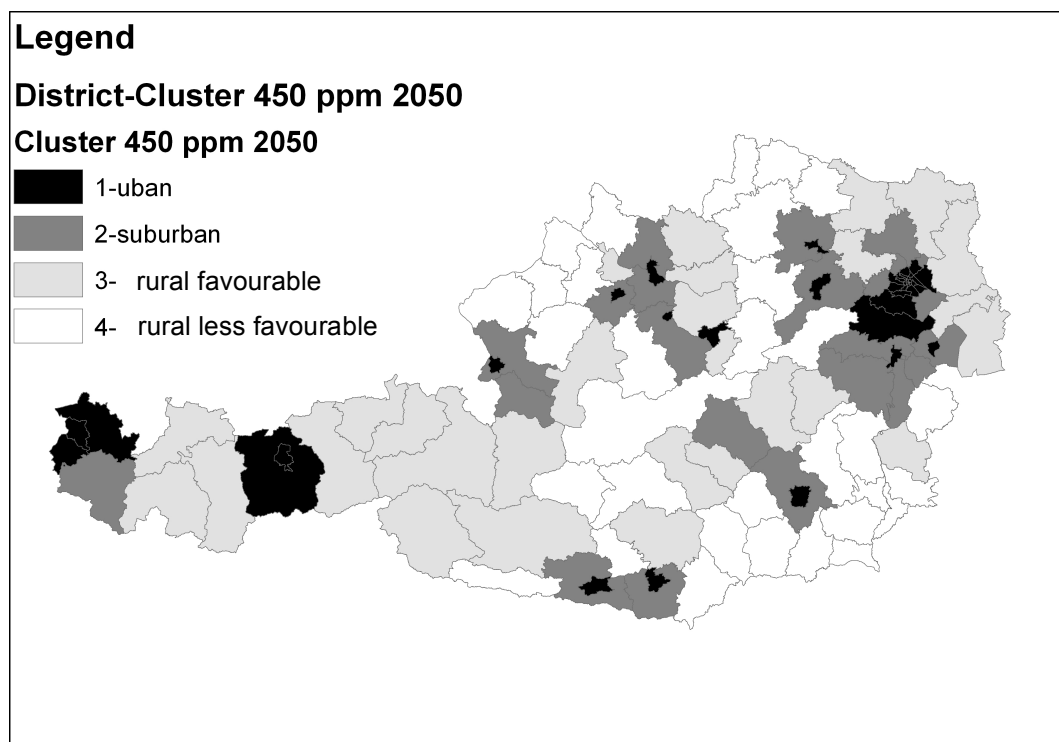 Legend
District-Cluster 450 ppm 2050
Cluster 450 ppm 2050
1-uban
2-suburban
3- rural favourable
4- rural less favourable